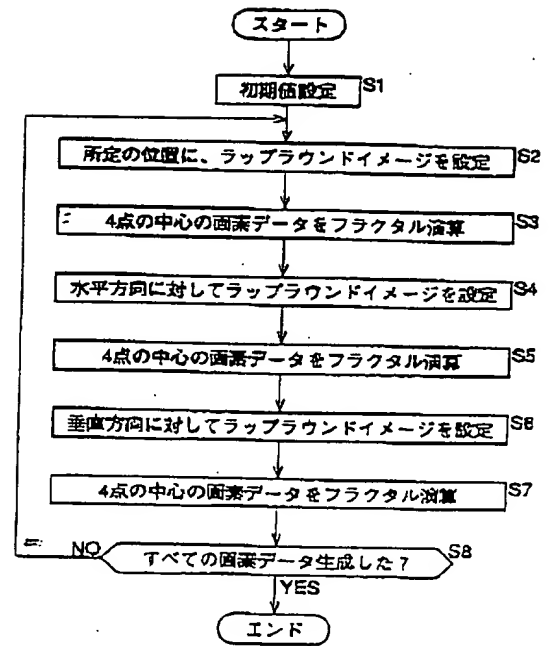 スタート
初期値設定 S1
所定の位置に、ラップラウンドイメージを設定 S2
4点の中心の画素データをフラクタル演算 S3
水平方向に対してラップラウンドイメージを設定 S4
4点の中心の画素データをフラクタル演算 S5
垂直方向に対してラップラウンドイメージを設定 S6
4点の中心の画素データをフラクタル演算 S7
NO すべての画素データ生成した? S8
YES
エンド